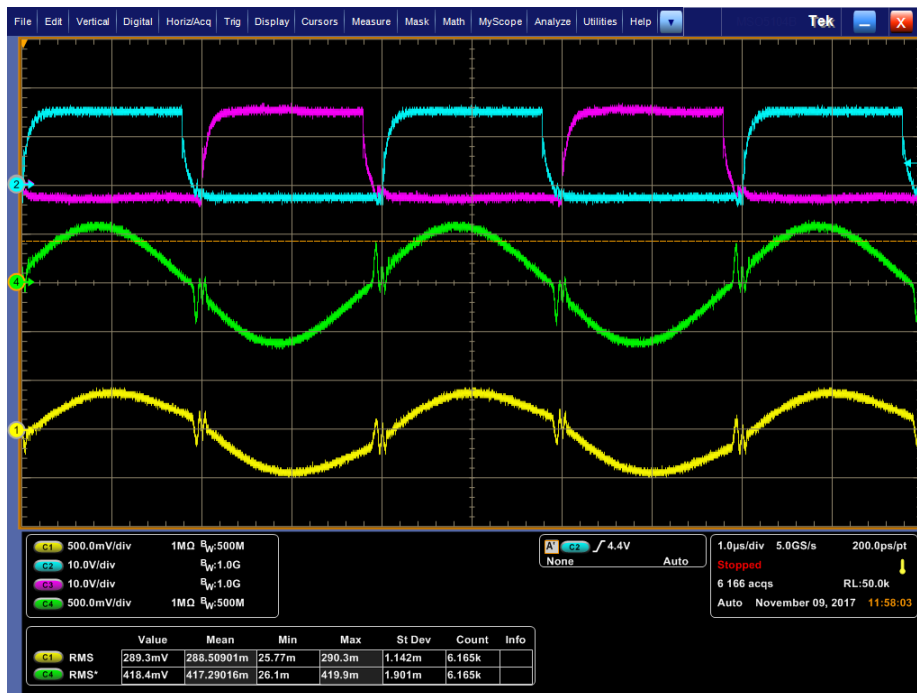 File Edit Vertical Digital Horiz/Acq Trig Display Cursors Measure Mask Math MyScope Analyze Utilities Help Tek X
2
4
1
C1 500.0mV/div 1MΩ BW:500M
C2 10.0V/div BW:1.0G
C3 10.0V/div BW:1.0G
C4 500.0mV/div 1MΩ BW:500M
A' C2 4.4V
None Auto
1.0µs/div 5.0GS/s 200.0ps/pt
Stopped
6 166 acqs RL:50.0k
Auto November 09, 2017 11:58:03
Value Mean Min Max St Dev Count Info
C1 RMS 289.3mV 288.50901m 25.77m 290.3m 1.142m 6.165k
C4 RMS* 418.4mV 417.29016m 26.1m 419.9m 1.901m 6.165k